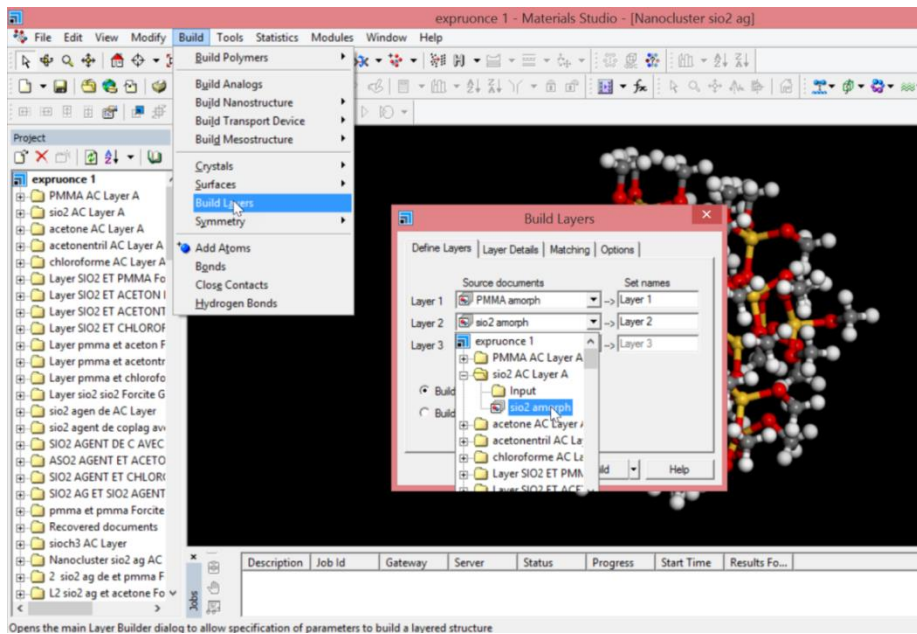 expruonce 1 - Materials Studio - [Nanocluster sio2 ag]
File Edit View Modify Build Tools Statistics Modules Window Help
Build Polymers
Build Analogs
Build Nanostructure
Build Transport Device
Build Mesostructure
Crystals
Surfaces
Build Layers
Symmetry
Add Atoms
Bonds
Close Contacts
Hydrogen Bonds
Project
expruonce 1
PMMA AC Layer A
sio2 AC Layer A
acetone AC Layer A
acetonentril AC Layer A
chloroforme AC Layer A
Layer SIO2 ET PMMA Fo
Layer SIO2 ET ACETON
Layer SIO2 ET ACETONT
Layer SIO2 ET CHLOROF
Layer pmma et aceton F
Layer pmma et acetontr
Layer pmma et chlorofo
Layer sio2 sio2 Forcite G
sio2 agen de AC Layer
sio2 agent de coplag av
SIO2 AGENT DE C AVEC
ASO2 AGENT ET ACETO
SIO2 AGENT ET CHLOR
SIO2 AG ET SIO2 AGENT
pmma et pmma Forcite
Recovered documents
sioch3 AC Layer
Nanocluster sio2 ag AC
2 sio2 ag de et pmma F
L2 sio2 ag et acetone Fo
Build Layers
Define Layers Layer Details Matching Options
Source documents Set names
Layer 1 PMMA amorph --> Layer 1
Layer 2 sio2 amorph --> Layer 2
Layer 3 --> Layer 3
expruonce 1
PMMA AC Layer A
sio2 AC Layer A
Input
sio2 amorph
acetone AC Layer
acetonentril AC La
chloroforme AC La
Layer SIO2 ET PMM
Layer SIO2 ET ACE
Build
Build
Help
Jobs
Description Job Id Gateway Server Status Progress Start Time Results Fo...
Opens the main Layer Builder dialog to allow specification of parameters to build a layered structure